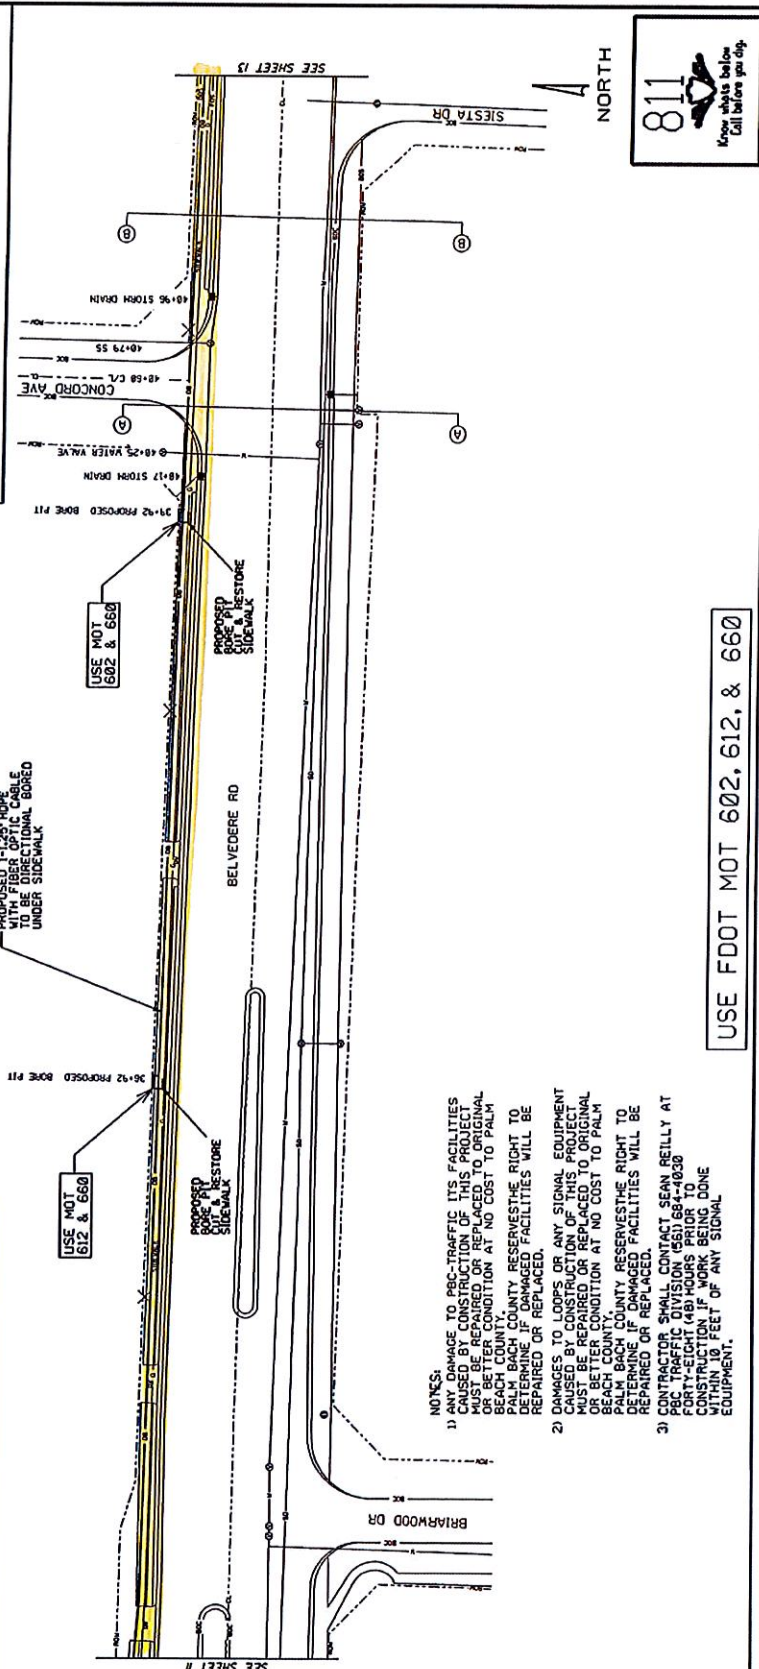 SEE SHEET 11
BRIARWOOD DR
BOC
ROW
CL
USE MOT
612 & 660
36+92 PROPOSED BORE PIT
PROPOSED
BORE PIT
CUT & RESTORE
SIDEWALK
WITH FIBER OPTIC CABLE
TO BE DIRECTIONAL BORED
UNDER SIDEWALK
BELVEDERE RD
USE MOT
602 & 660
39+92 PROPOSED BORE PIT
PROPOSED
BORE PIT
CUT & RESTORE
SIDEWALK
40+17 STORM DRAIN
40+25 WATER VALVE
CONCORD AVE
40+60 C/L
40+79 SS
40+96 STORM DRAIN
A
A
B
B
SIESTA DR
SEE SHEET 13
NORTH
811
Know what's below
Call before you dig.
NOTES:
1) ANY DAMAGE TO PBC-TRAFFIC ITS FACILITIES
CAUSED BY CONSTRUCTION OF THIS PROJECT
MUST BE REPAIRED OR REPLACED TO ORIGINAL
OR BETTER CONDITION AT NO COST TO PALM
BEACH COUNTY.
PALM BACH COUNTY RESERVESTHE RIGHT TO
DETERMINE IF DAMAGED FACILITIES WILL BE
REPAIRED OR REPLACED.
2) DAMAGES TO LOOPS OR ANY SIGNAL EQUIPMENT
CAUSED BY CONSTRUCTION OF THIS PROJECT
MUST BE REPAIRED OR REPLACED TO ORIGINAL
OR BETTER CONDITION AT NO COST TO PALM
BEACH COUNTY.
PALM BACH COUNTY RESERVESTHE RIGHT TO
DETERMINE IF DAMAGED FACILITIES WILL BE
REPAIRED OR REPLACED.
3) CONTRACTOR SHALL CONTACT SEAN REILLY AT
PBC TRAFFIC DIVISION (561) 684-4030
FORTY-EIGHT (48) HOURS PRIOR TO
CONSTRUCTION IF WORK BEING DONE
WITHIN 10 FEET OF ANY SIGNAL
EQUIPMENT.
USE FDOT MOT 602, 612, & 660